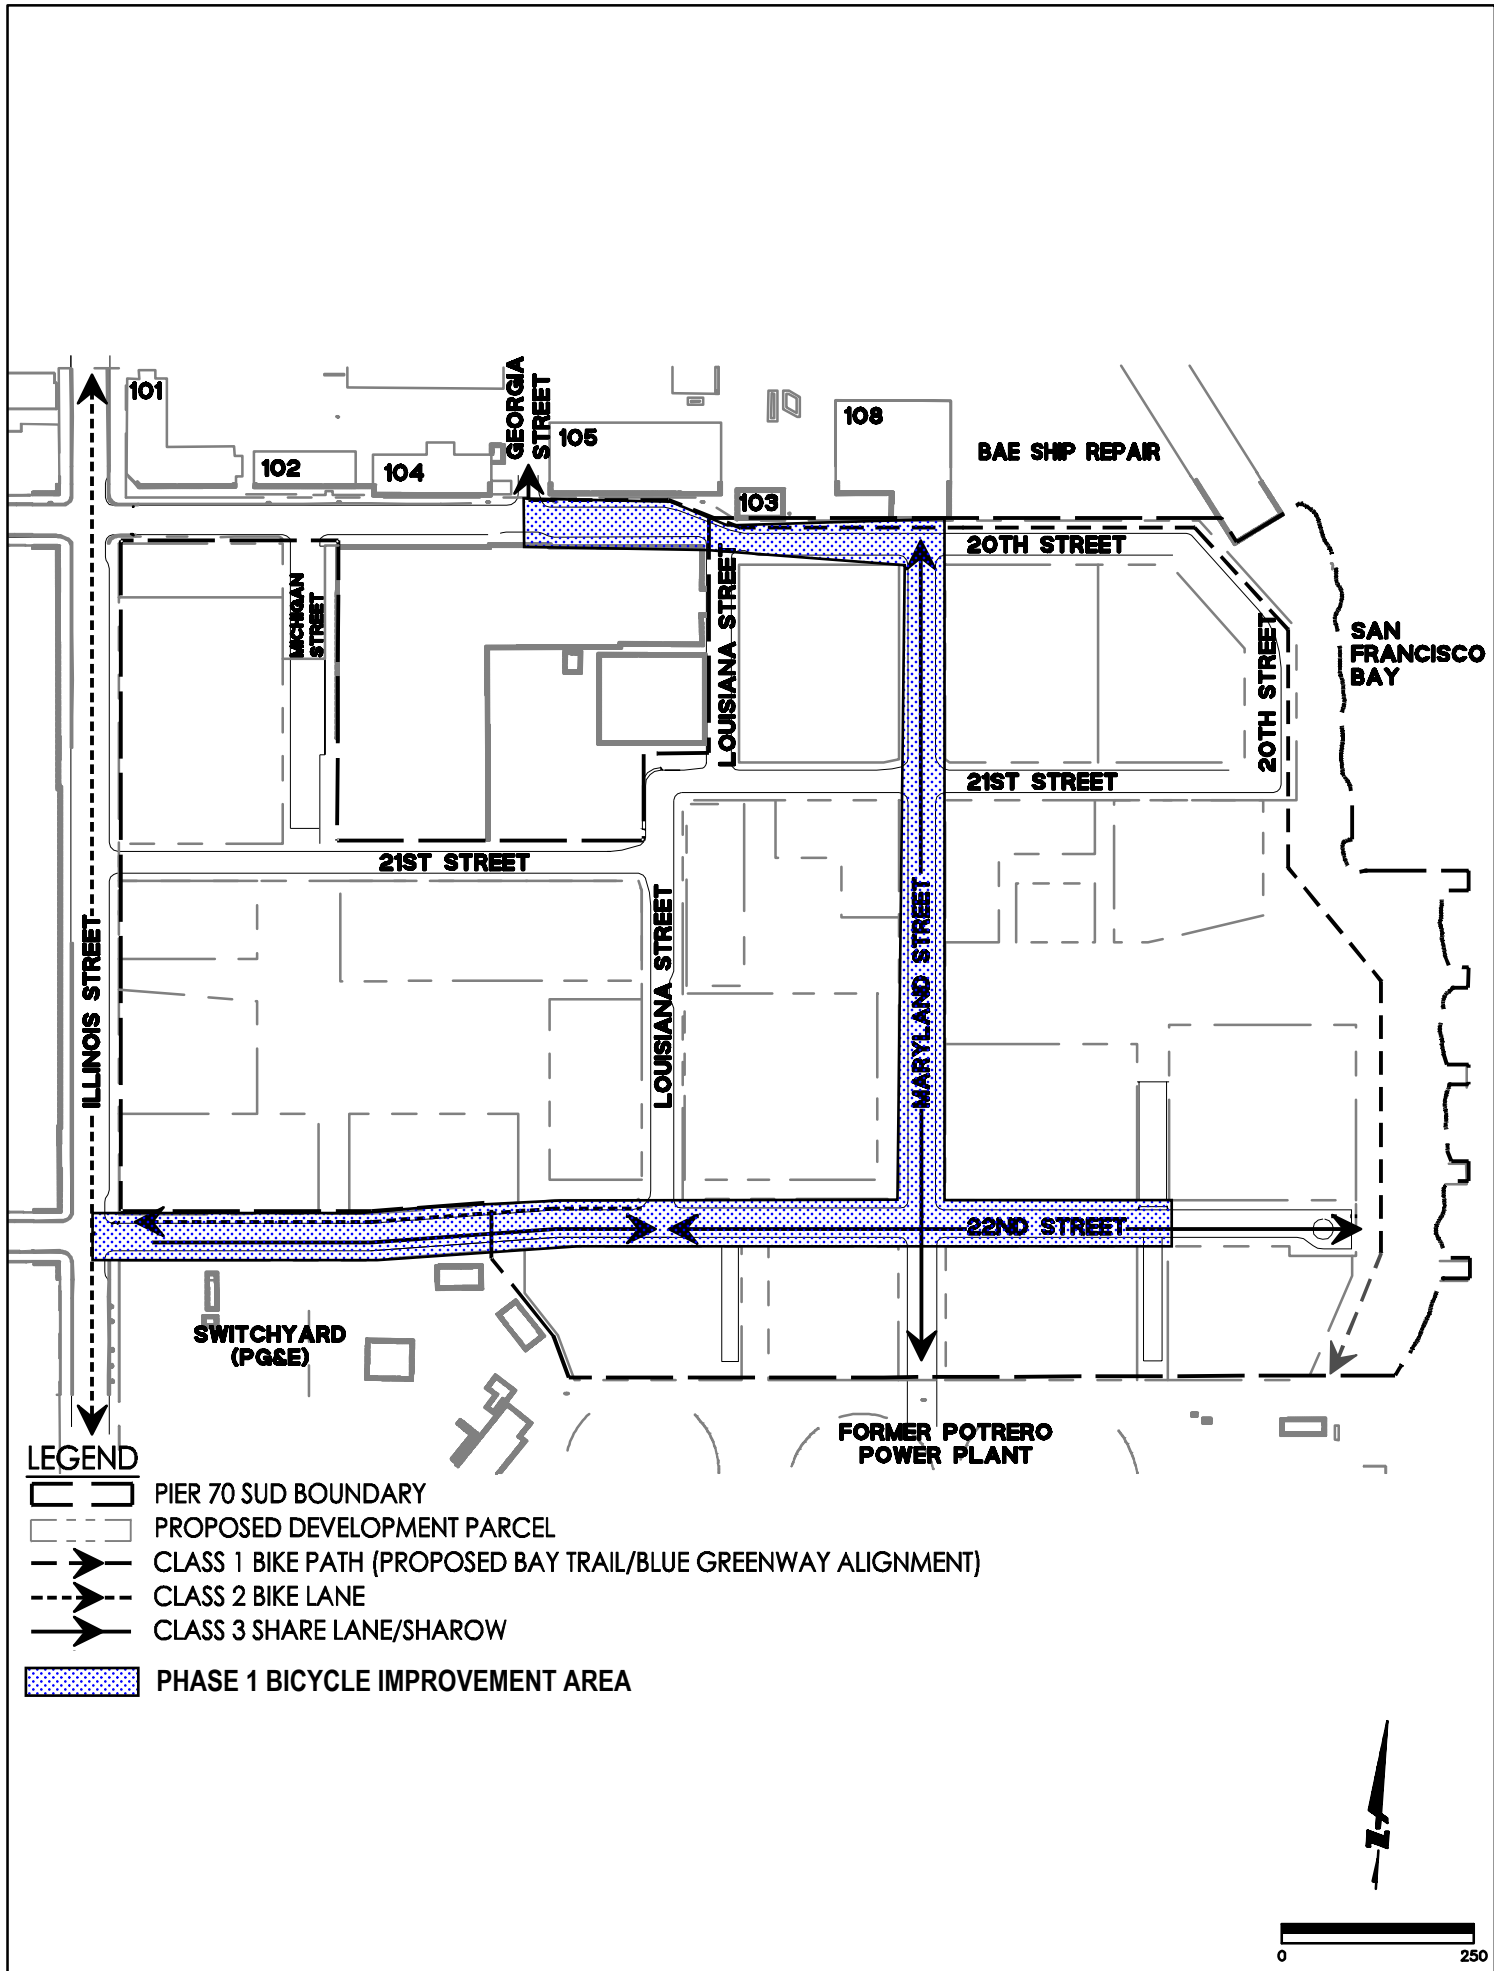 GEORGIA
STREET
101
102
104
105
108
103
BAE SHIP REPAIR
20TH STREET
MICHIGAN
STREET
LOUISIANA STREET
20TH STREET
SAN
FRANCISCO
BAY
21ST STREET
21ST STREET
ILLINOIS STREET
LOUISIANA STREET
MARYLAND STREET
22ND STREET
SWITCHYARD
(PG&E)
FORMER POTRERO
POWER PLANT
LEGEND
PIER 70 SUD BOUNDARY
PROPOSED DEVELOPMENT PARCEL
CLASS 1 BIKE PATH (PROPOSED BAY TRAIL/BLUE GREENWAY ALIGNMENT)
CLASS 2 BIKE LANE
CLASS 3 SHARE LANE/SHAROW
PHASE 1 BICYCLE IMPROVEMENT AREA
N
0 250